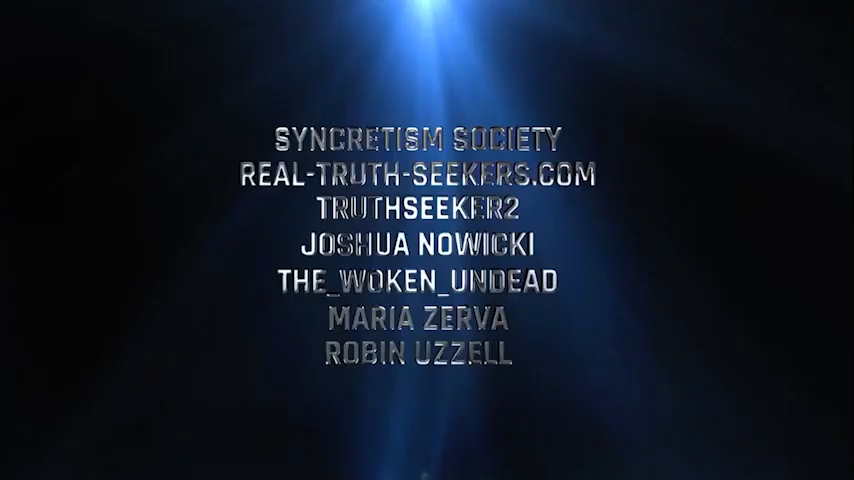 SYNCRETISM SOCIETY
REAL-TRUTH-SEEKERS.COM
TRUTHSEEKER2
JOSHUA NOWICKI
THE_WOKEN_UNDEAD
MARIA ZERVA
ROBIN UZZELL